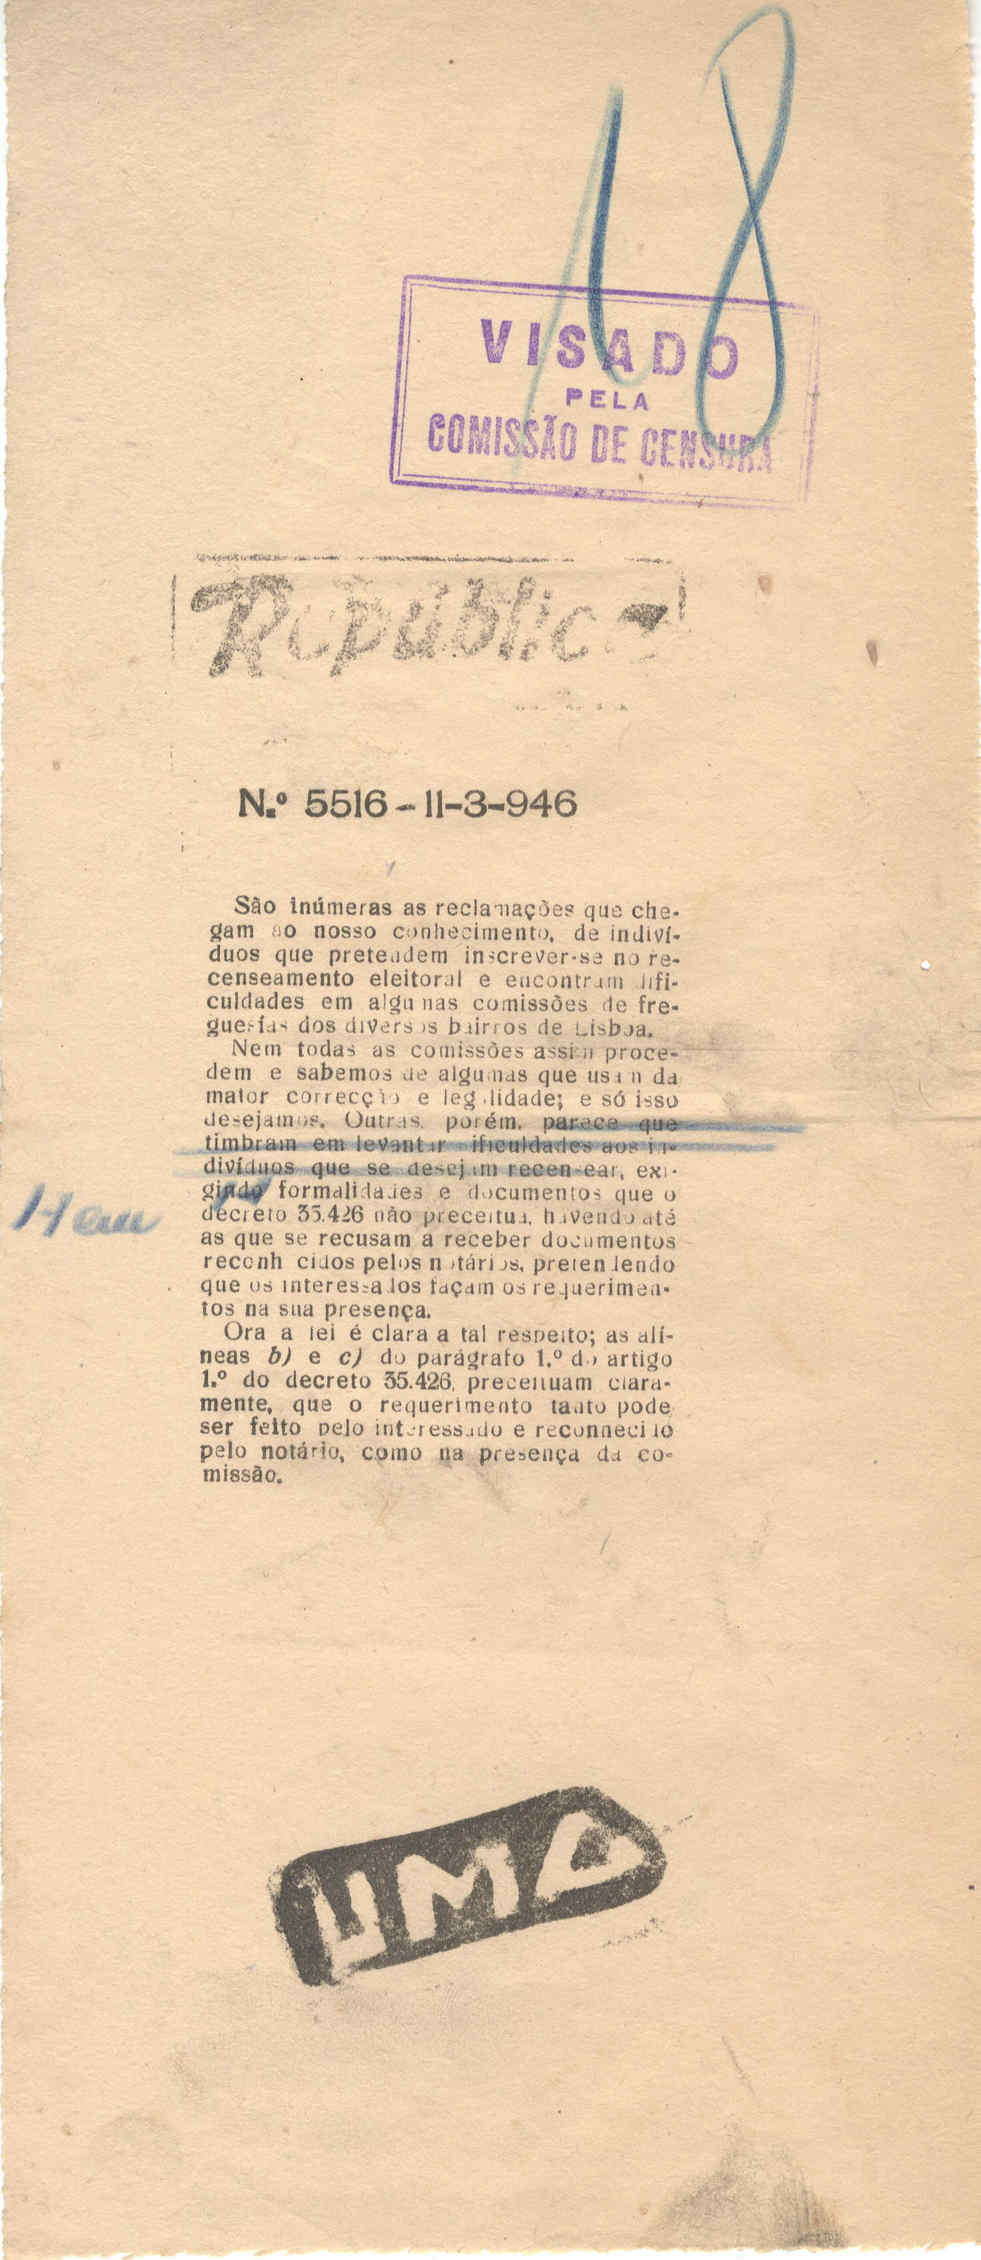 18
VISADO
PELA
COMISSÃO DE CENSURA
República
N.º 5516 - 11-3-946
São inúmeras as reclamações que che-
gam ao nosso conhecimento, de indiví-
duos que pretendem inscrever-se no re-
censeamento eleitoral e encontram difi-
culdades em algumas comissões de fre-
guesias dos diversos bairros de Lisboa.
Nem todas as comissões assim proce-
dem e sabemos de algumas que usam da
maior correcção e legalidade; e só isso
desejamos. Outras, porém, parece que
timbram em levantar dificuldades aos in-
divíduos que se desejam recensear, exi-
gindo formalidades e documentos que o
decreto 35.426 não preceitua, havendo até
as que se recusam a receber documentos
reconhecidos pelos notários, pretendendo
que os interessados façam os requerimen-
tos na sua presença.
Ora a lei é clara a tal respeito; as alí-
neas b) e c) do parágrafo 1.º do artigo
1.º do decreto 35.426, preceituam clara-
mente, que o requerimento tanto pode
ser feito pelo interessado e reconhecido
pelo notário, como na presença da co-
missão.
UMA